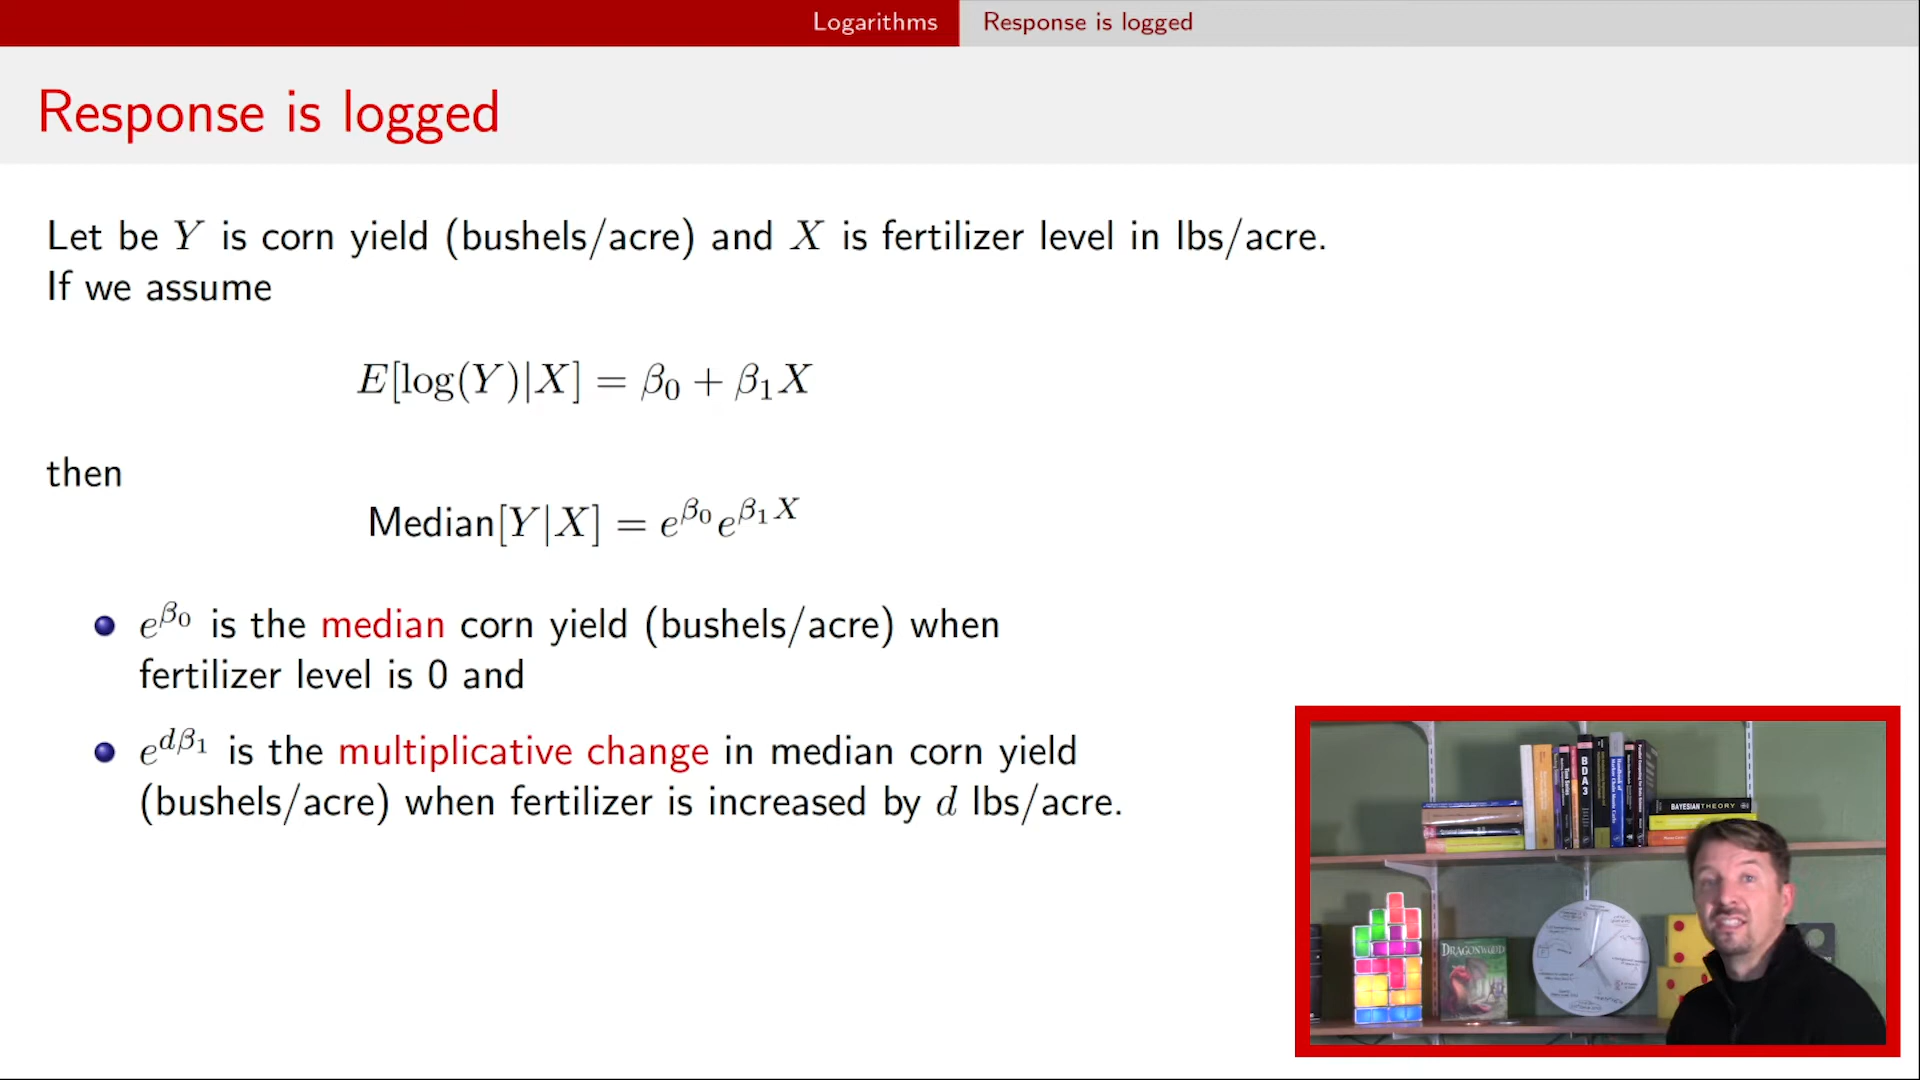 Logarithms
Response is logged
Response is logged
Let be Y is corn yield (bushels/acre) and X is fertilizer level in lbs/acre.
If we assume
E[log(Y)|X] = β₀ + β₁X
then
Median[Y|X] = e^{β₀}e^{β₁X}
e^{β₀} is the median corn yield (bushels/acre) when
fertilizer level is 0 and
e^{dβ₁} is the multiplicative change in median corn yield
(bushels/acre) when fertilizer is increased by d lbs/acre.
BDA3
BAYESIAN THEORY
DRAGONWOOD